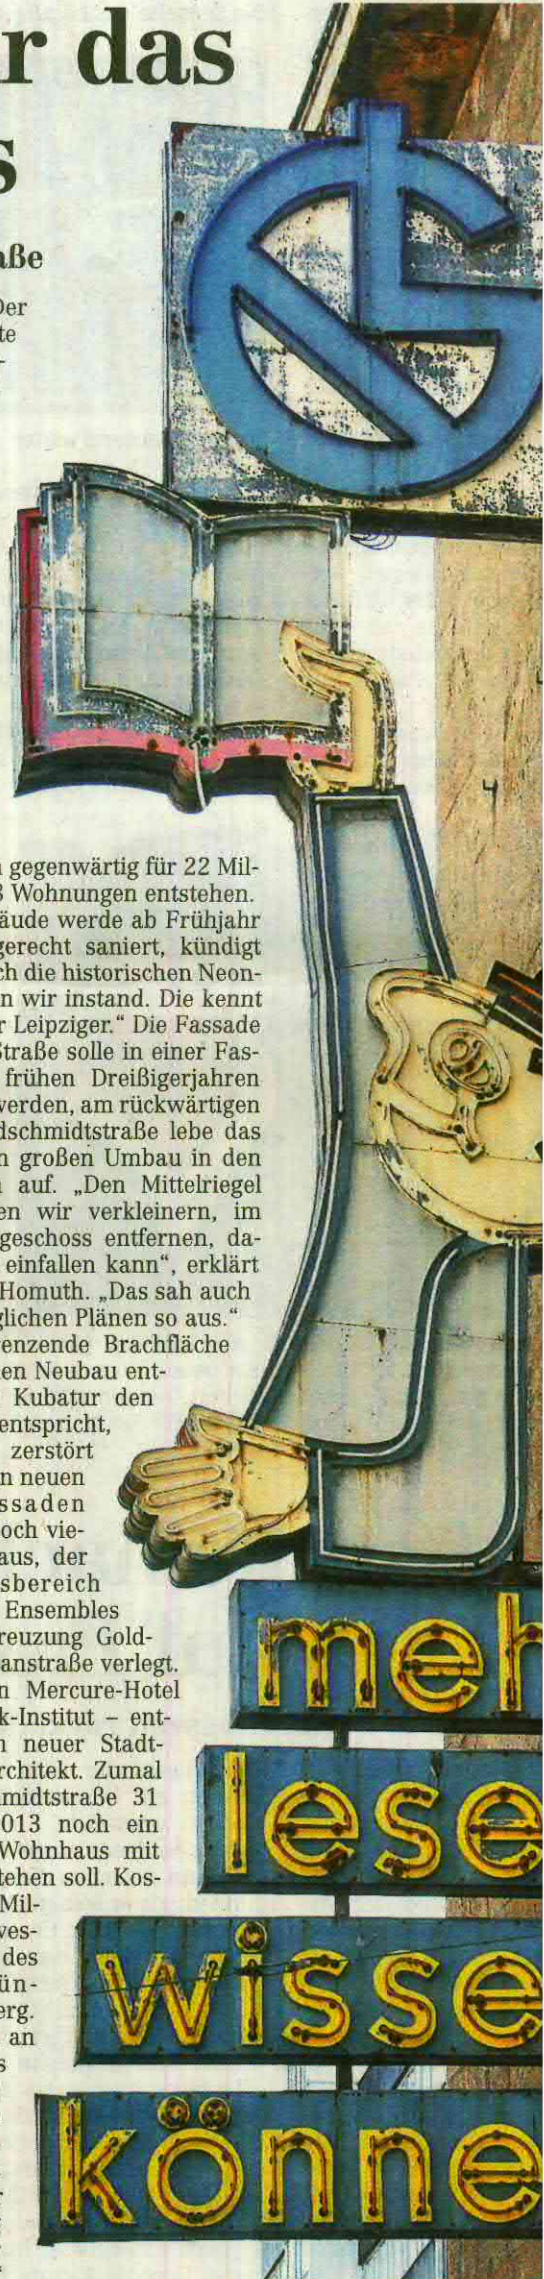 r das
s
aße
Der
te
-
n gegenwärtig für 22 Mil-
8 Wohnungen entstehen.
äude werde ab Frühjahr
gerecht saniert, kündigt
ch die historischen Neon-
n wir instand. Die kennt
r Leipziger.“ Die Fassade
Straße solle in einer Fas-
frühen Dreißigerjahren
werden, am rückwärtigen
dschmidtstraße lebe das
n großen Umbau in den
n auf. „Den Mittelriegel
en wir verkleinern, im
geschoss entfernen, da-
einfallen kann“, erklärt
Homuth. „Das sah auch
glichen Plänen so aus.“
renzende Brachfläche
en Neubau ent-
Kubatur den
entspricht,
zerstört
n neuen
ssaden
och vie-
aus, der
sbereich
Ensembles
reuzung Gold-
anstraße verlegt.
n Mercure-Hotel
k-Institut – ent-
n neuer Stadt-
rchitekt. Zumal
midtstraße 31
013 noch ein
Wohnhaus mit
tehen soll. Kos-
Mil-
ves-
des
ün-
erg.
an
s
meh
lese
wisse
könne